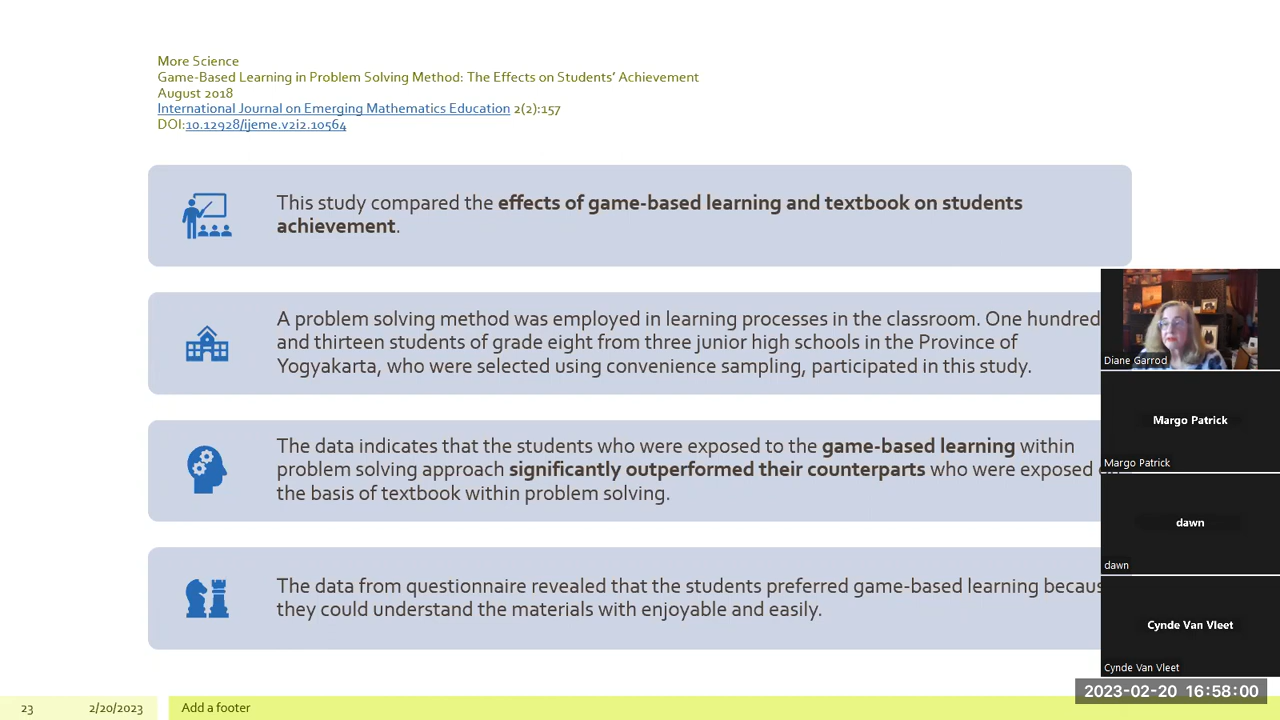 More Science
Game-Based Learning in Problem Solving Method: The Effects on Students' Achievement
August 2018
International Journal on Emerging Mathematics Education 2(2):157
DOI:10.12928/ijeme.v2i2.10564
This study compared the effects of game-based learning and textbook on students
achievement.
A problem solving method was employed in learning processes in the classroom. One hundred
and thirteen students of grade eight from three junior high schools in the Province of
Yogyakarta, who were selected using convenience sampling, participated in this study.
The data indicates that the students who were exposed to the game-based learning within
problem solving approach significantly outperformed their counterparts who were exposed
the basis of textbook within problem solving.
The data from questionnaire revealed that the students preferred game-based learning becaus
they could understand the materials with enjoyable and easily.
Diane Garrod
Margo Patrick
Margo Patrick
dawn
dawn
Cynde Van Vleet
Cynde Van Vleet
2023-02-20 16:58:00
23
2/20/2023
Add a footer